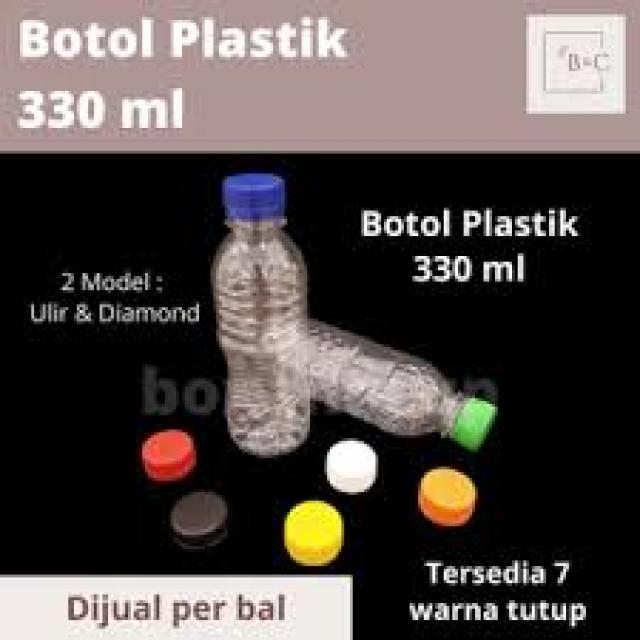 Botol Plastik
330 ml
B&C
Botol Plastik
330 ml
2 Model :
Ulir & Diamond
Tersedia 7
warna tutup
Dijual per bal